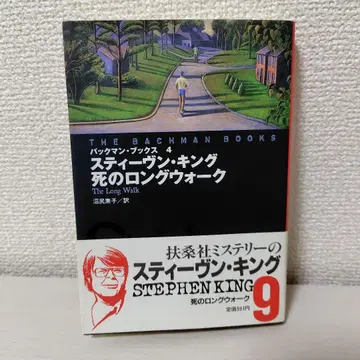 THE BACHMAN BOOKS
バックマン・ブックス 4
スティーヴン・キング
死のロングウォーク
The Long Walk
沼尻素子／訳
扶桑社ミステリーの
スティーヴン・キング
STEPHEN KING
9
死のロングウォーク